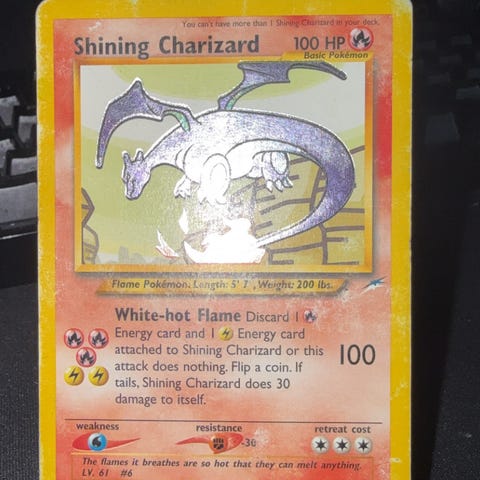 You can't have more than 1 Shining Charizard in your deck.
Shining Charizard 100 HP
Basic Pokémon
Flame Pokémon. Length: 5' 7", Weight: 200 lbs.
White-hot Flame Discard 1
Energy card and 1 Energy card
attached to Shining Charizard or this
attack does nothing. Flip a coin. If
tails, Shining Charizard does 30
damage to itself.
100
weakness resistance retreat cost
-30
The flames it breathes are so hot that they can melt anything.
LV. 61 #6